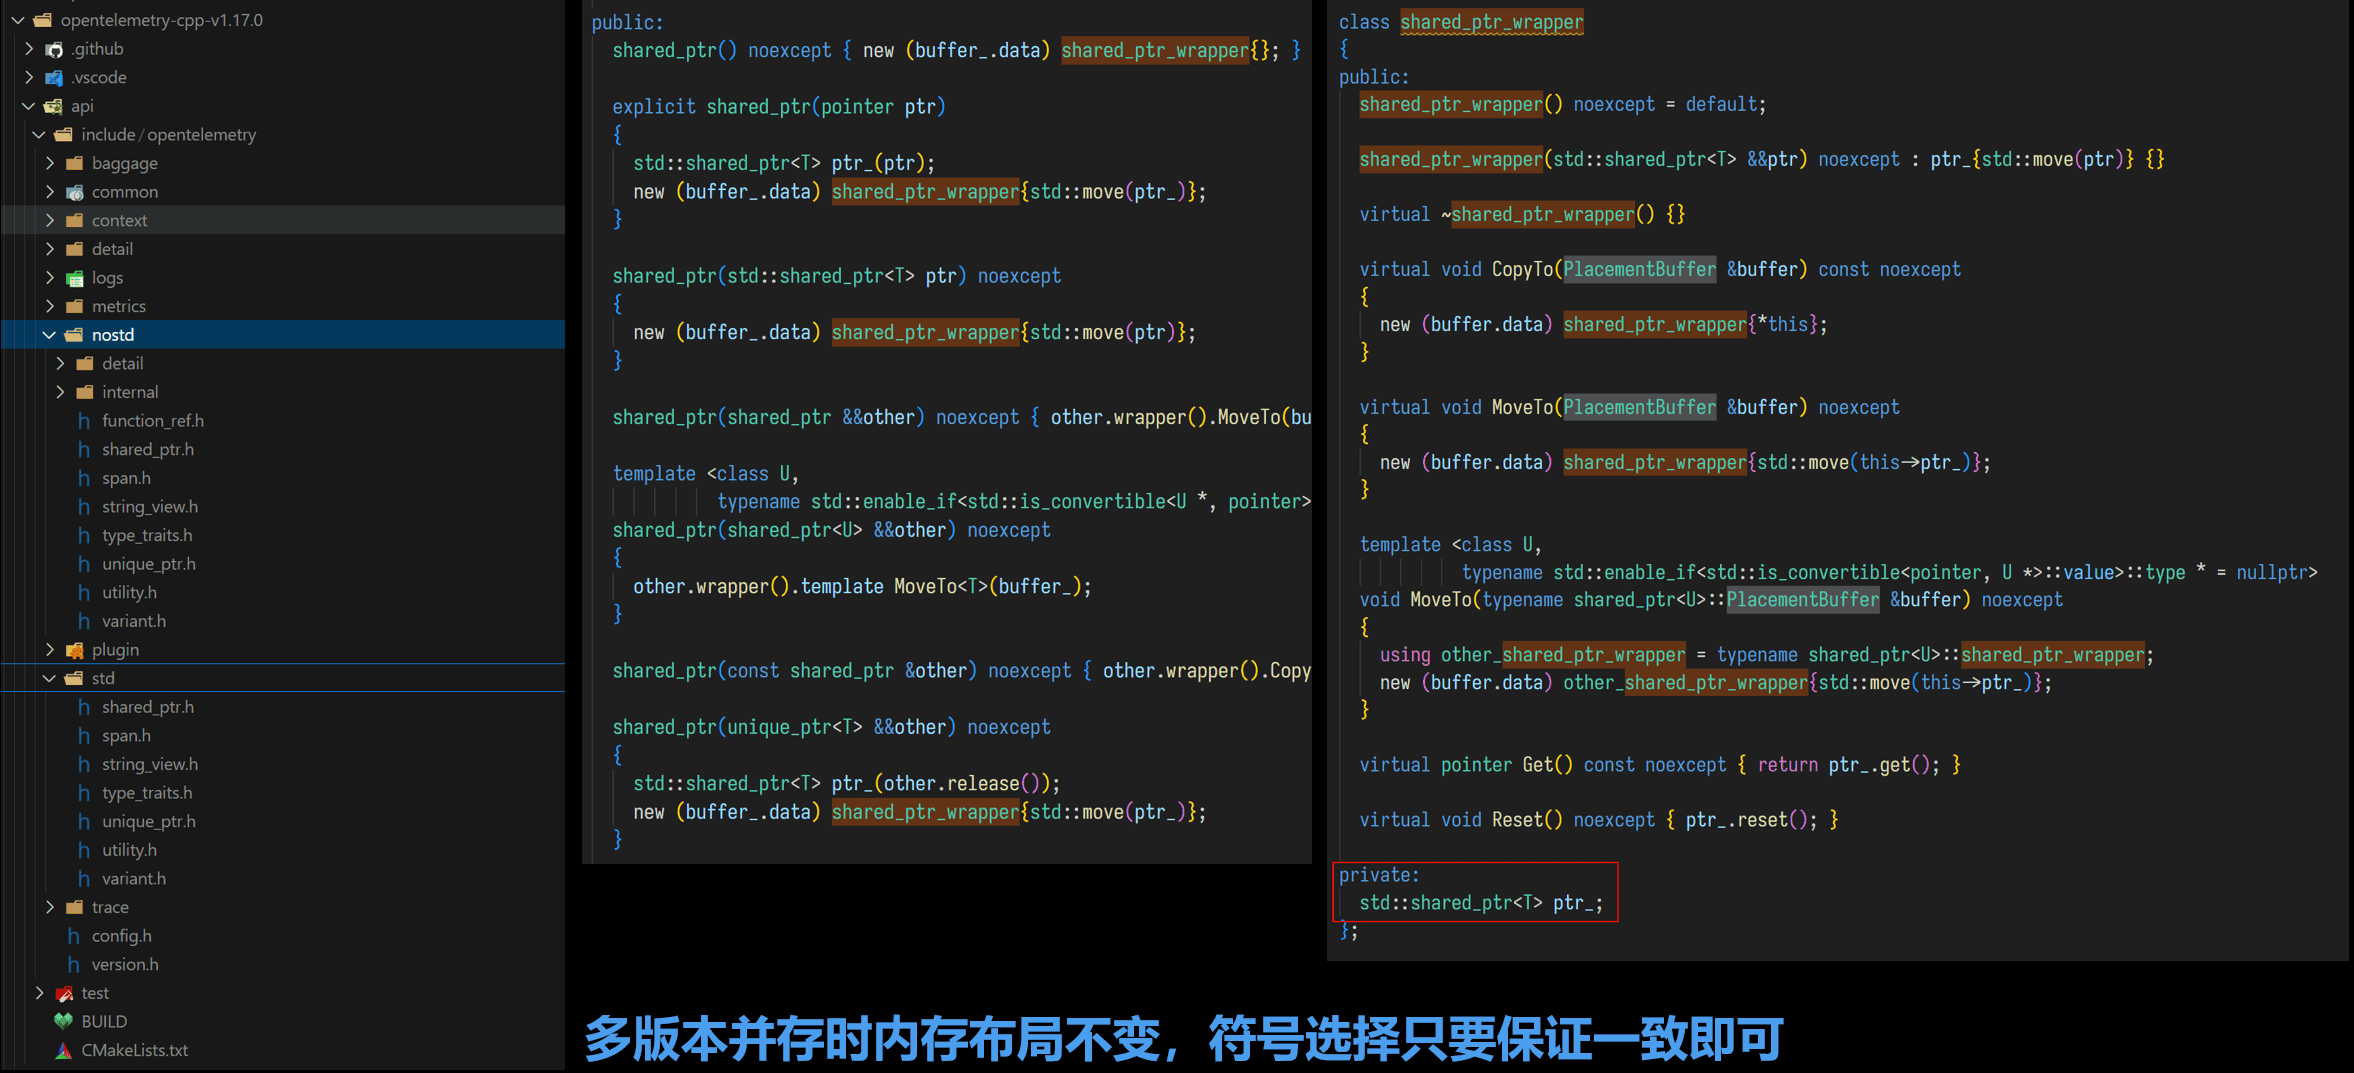 opentelemetry-cpp-v1.17.0
.github
.vscode
api
include/opentelemetry
baggage
common
context
detail
logs
metrics
nostd
detail
internal
function_ref.h
shared_ptr.h
span.h
string_view.h
type_traits.h
unique_ptr.h
utility.h
variant.h
plugin
std
shared_ptr.h
span.h
string_view.h
type_traits.h
unique_ptr.h
utility.h
variant.h
trace
config.h
version.h
test
BUILD
CMakeLists.txt
public:
shared_ptr() noexcept { new (buffer_.data) shared_ptr_wrapper{}; }
explicit shared_ptr(pointer ptr)
{
std::shared_ptr<T> ptr_(ptr);
new (buffer_.data) shared_ptr_wrapper{std::move(ptr_)};
}
shared_ptr(std::shared_ptr<T> ptr) noexcept
{
new (buffer_.data) shared_ptr_wrapper{std::move(ptr)};
}
shared_ptr(shared_ptr &&other) noexcept { other.wrapper().MoveTo(bu
template <class U,
typename std::enable_if<std::is_convertible<U *, pointer>
shared_ptr(shared_ptr<U> &&other) noexcept
{
other.wrapper().template MoveTo<T>(buffer_);
}
shared_ptr(const shared_ptr &other) noexcept { other.wrapper().Copy
shared_ptr(unique_ptr<T> &&other) noexcept
{
std::shared_ptr<T> ptr_(other.release());
new (buffer_.data) shared_ptr_wrapper{std::move(ptr_)};
}
class shared_ptr_wrapper
{
public:
shared_ptr_wrapper() noexcept = default;
shared_ptr_wrapper(std::shared_ptr<T> &&ptr) noexcept : ptr_{std::move(ptr)} {}
virtual ~shared_ptr_wrapper() {}
virtual void CopyTo(PlacementBuffer &buffer) const noexcept
{
new (buffer.data) shared_ptr_wrapper{*this};
}
virtual void MoveTo(PlacementBuffer &buffer) noexcept
{
new (buffer.data) shared_ptr_wrapper{std::move(this->ptr_)};
}
template <class U,
typename std::enable_if<std::is_convertible<pointer, U *>::value>::type * = nullptr>
void MoveTo(typename shared_ptr<U>::PlacementBuffer &buffer) noexcept
{
using other_shared_ptr_wrapper = typename shared_ptr<U>::shared_ptr_wrapper;
new (buffer.data) other_shared_ptr_wrapper{std::move(this->ptr_)};
}
virtual pointer Get() const noexcept { return ptr_.get(); }
virtual void Reset() noexcept { ptr_.reset(); }
private:
std::shared_ptr<T> ptr_;
};
多版本并存时内存布局不变，符号选择只要保证一致即可